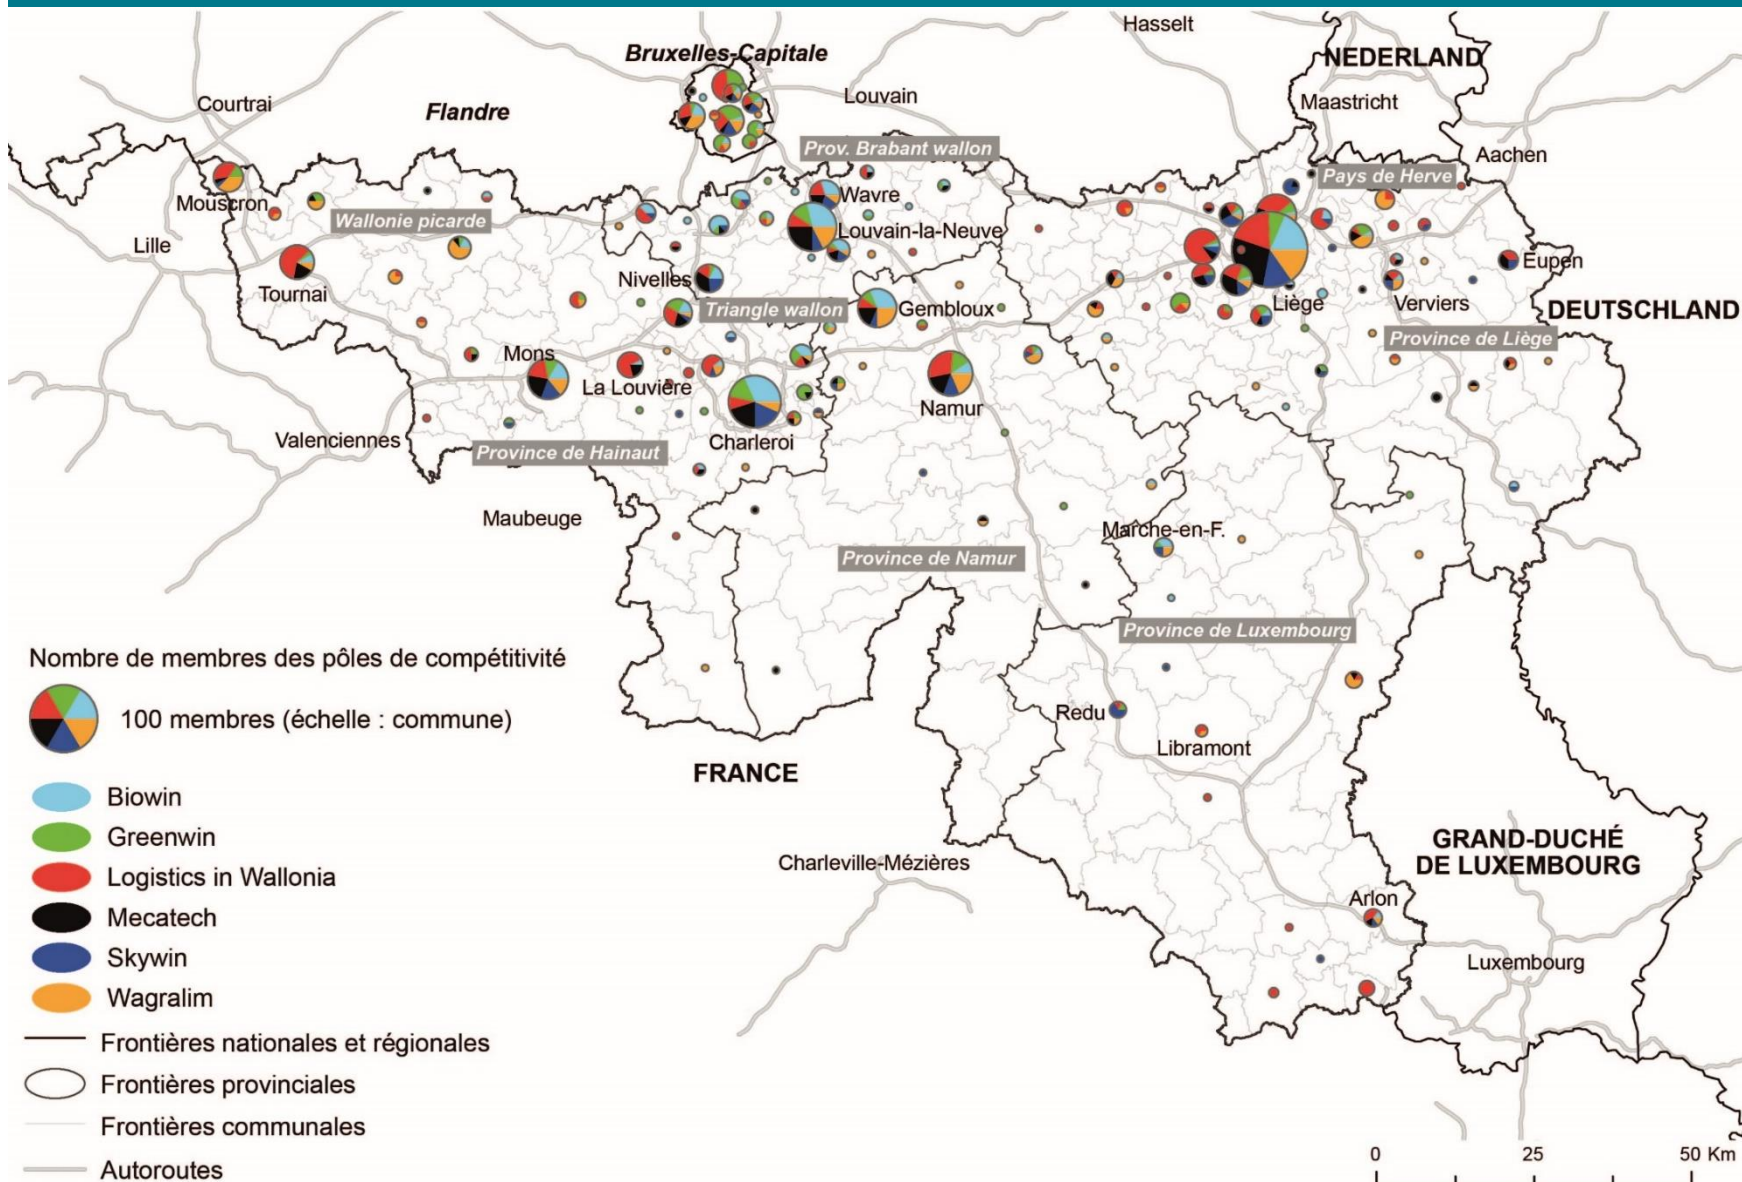 Hasselt
Bruxelles-Capitale
NEDERLAND
Courtrai
Louvain
Maastricht
Flandre
Prov. Brabant wallon
Aachen
Pays de Herve
Mouscron
Wavre
Wallonie picarde
Lille
Louvain-la-Neuve
Eupen
Nivelles
Tournai
Triangle wallon
Gembloux
Liège
Verviers
DEUTSCHLAND
Province de Liège
Mons
La Louvière
Namur
Valenciennes
Charleroi
Province de Hainaut
Maubeuge
Marche-en-F.
Province de Namur
Province de Luxembourg
Nombre de membres des pôles de compétitivité
100 membres (échelle : commune)
Redu
Libramont
FRANCE
Biowin
Greenwin
Logistics in Wallonia
Mecatech
Skywin
Wagralim
GRAND-DUCHÉ
DE LUXEMBOURG
Charleville-Mézières
Arlon
Luxembourg
Frontières nationales et régionales
Frontières provinciales
Frontières communales
Autoroutes
0 25 50 Km